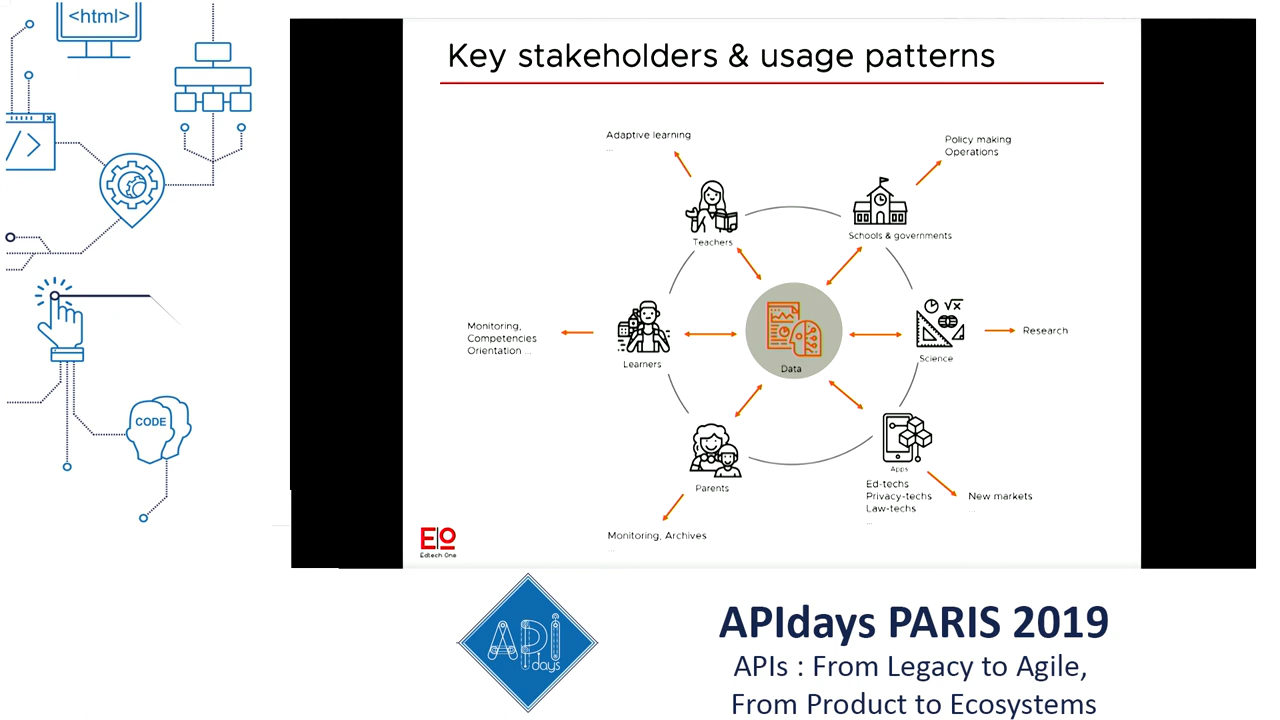 <html>
Key stakeholders & usage patterns
Adaptive learning
...
Policy making
Operations
</>
Teachers
Schools & governments
Monitoring,
Competencies
Orientation ...
Research
Learners
Data
Science
CODE
Apps
Ed-techs
Privacy-techs
Law-techs
...
New markets
...
Parents
Monitoring, Archives
...
EO
Edtech One
API
days
APIdays PARIS 2019
APIs : From Legacy to Agile,
From Product to Ecosystems